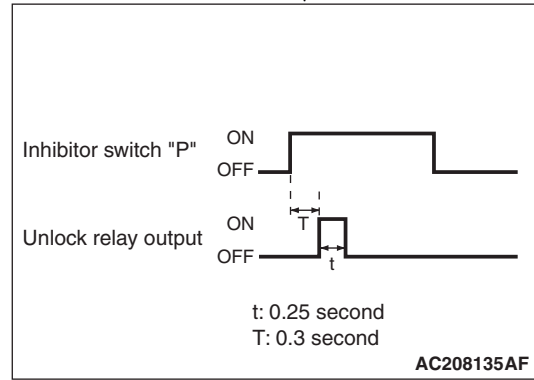 ON
Inhibitor switch "P"
OFF
ON
T
Unlock relay output
OFF
t
t: 0.25 second
T: 0.3 second
AC208135AF